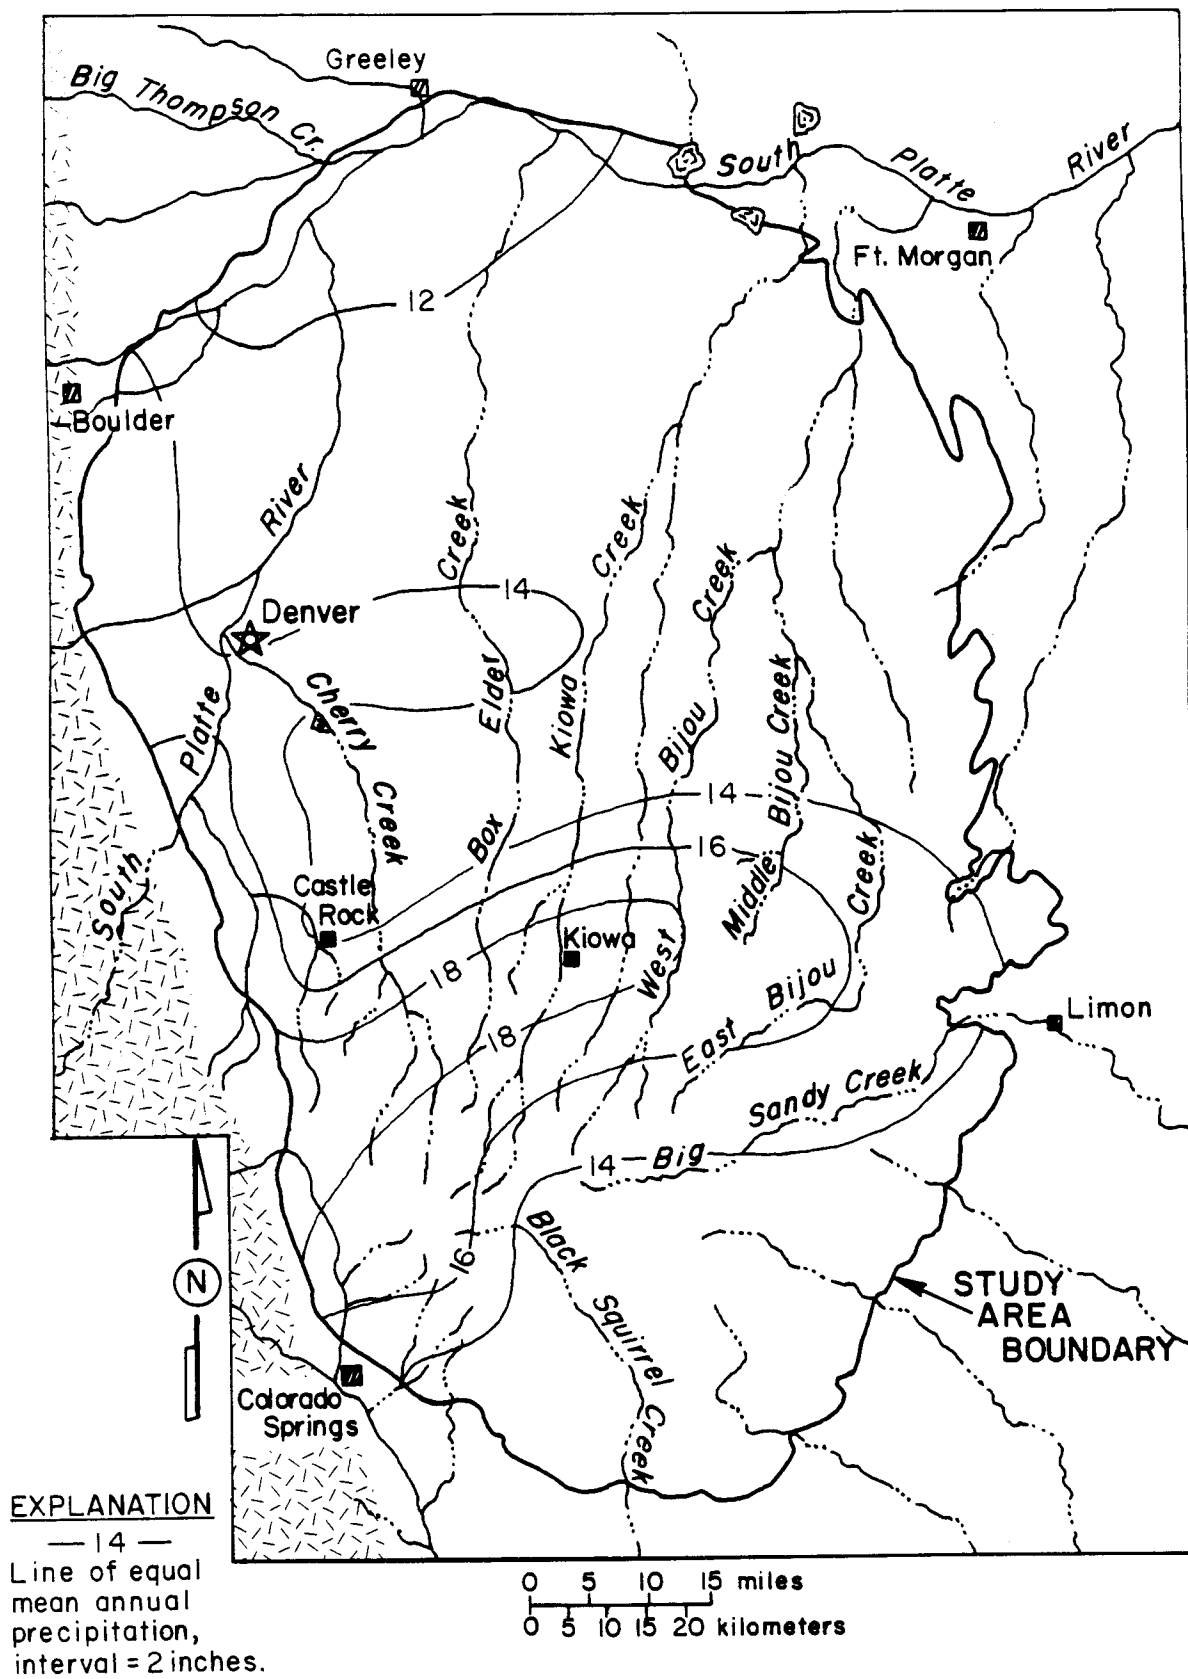 Greeley
Big Thompson Cr.
South Platte River
Ft. Morgan
12
Boulder
River
Creek
Creek
Creek
14
Denver
Cherry
Creek
Elder
Kiowa
Bijou
Bijou Creek
Platte
14
Box
16
Middle
Creek
South
Castle
Rock
Kiowa
18
West
Bijou
18
East
Limon
Sandy Creek
14
Big
N
Black
Squirrel
Creek
16
STUDY
AREA
BOUNDARY
Colorado
Springs
EXPLANATION
— 14 —
Line of equal
mean annual
precipitation,
interval = 2 inches.
0 5 10 15 miles
0 5 10 15 20 kilometers